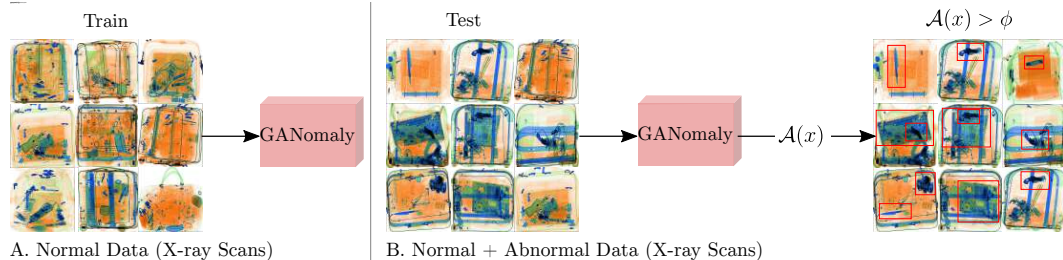 Train
GANomaly
A. Normal Data (X-ray Scans)
Test
GANomaly
𝒜(x)
𝒜(x) > ϕ
B. Normal + Abnormal Data (X-ray Scans)